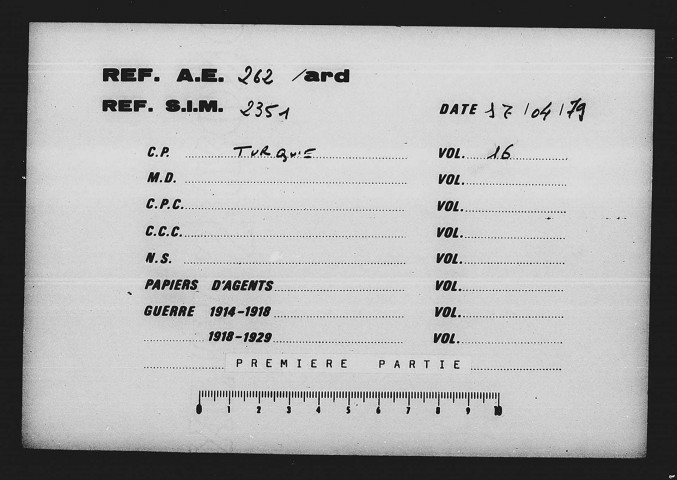 REF. A.E. 262 /ard
REF. S.I.M. 2351 DATE 17 / 04 / 79
C.P. TURQUIE VOL. 16
M.D. VOL.
C.P.C. VOL.
C.C.C. VOL.
N.S. VOL.
PAPIERS D'AGENTS VOL.
GUERRE 1914-1918 VOL.
1918-1929 VOL.
PREMIERE PARTIE
0 1 2 3 4 5 6 7 8 9 10